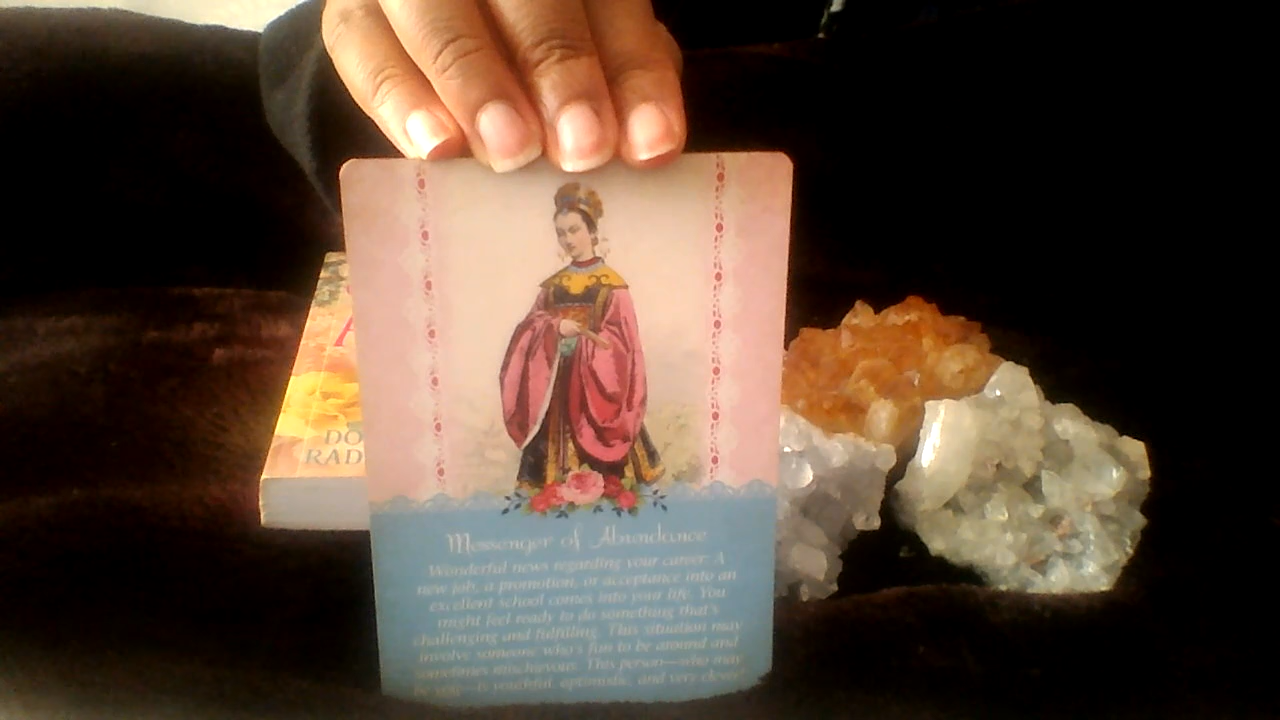 A
DO
RAD
Messenger of Abundance
Wonderful news regarding your career. A
new job, a promotion, or acceptance into an
excellent school comes into your life. You
might feel ready to do something that's
challenging and fulfilling. This situation may
involve someone who's fun to be around and
sometimes mischievous. This person—who may
be you—is youthful, optimistic, and very clever